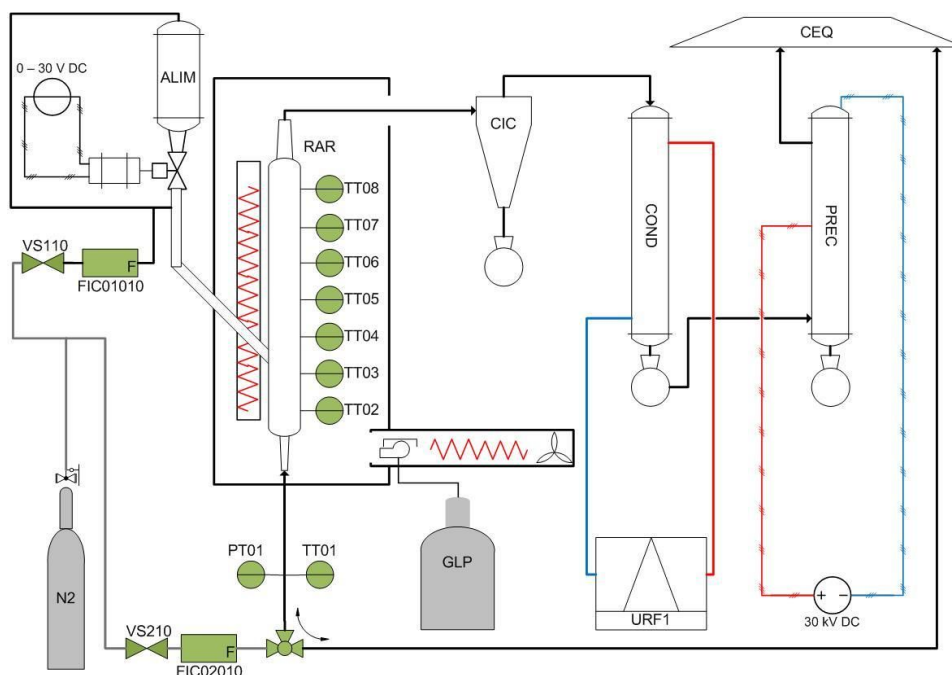 CEQ
0 – 30 V DC
ALIM
RAR
CIC
COND
PREC
TT08
TT07
TT06
TT05
TT04
TT03
TT02
VS110
F
FIC01010
PT01
TT01
GLP
N2
URF1
+ −
30 kV DC
VS210
F
FIC02010